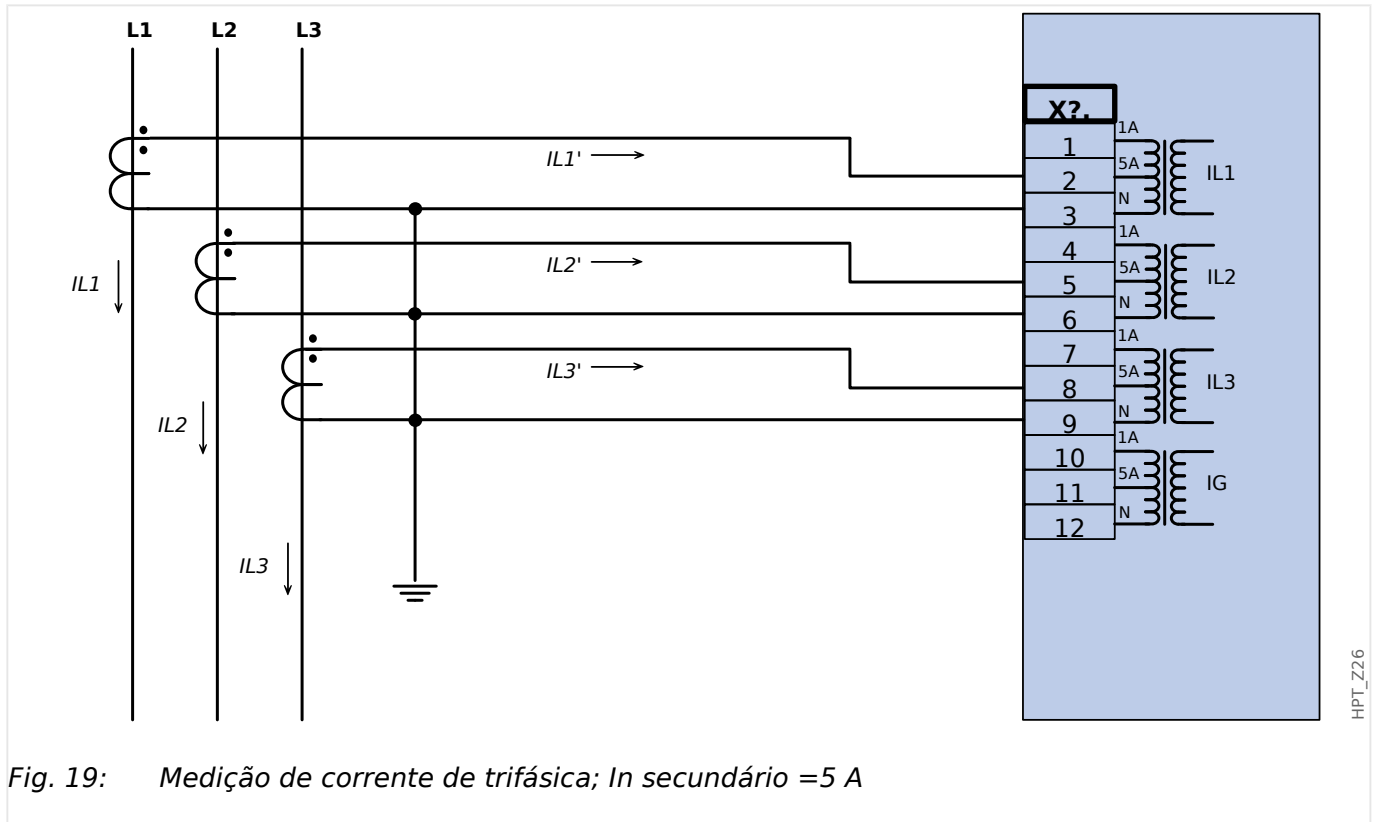 L1 L2 L3
X?.
1
2
3
4
5
6
7
8
9
10
11
12
1A
5A
N
IL1
1A
5A
N
IL2
1A
5A
N
IL3
1A
5A
N
IG
IL1'
IL2'
IL3'
IL1
IL2
IL3
HPT_Z26
Fig. 19: Medição de corrente de trifásica; In secundário =5 A